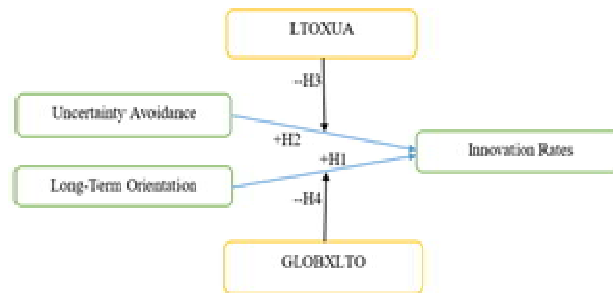 LTOXUA
--H3
Uncertainty Avoidance
+H2
Innovation Rates
+H1
Long-Term Orientation
--H4
GLOBXLTO